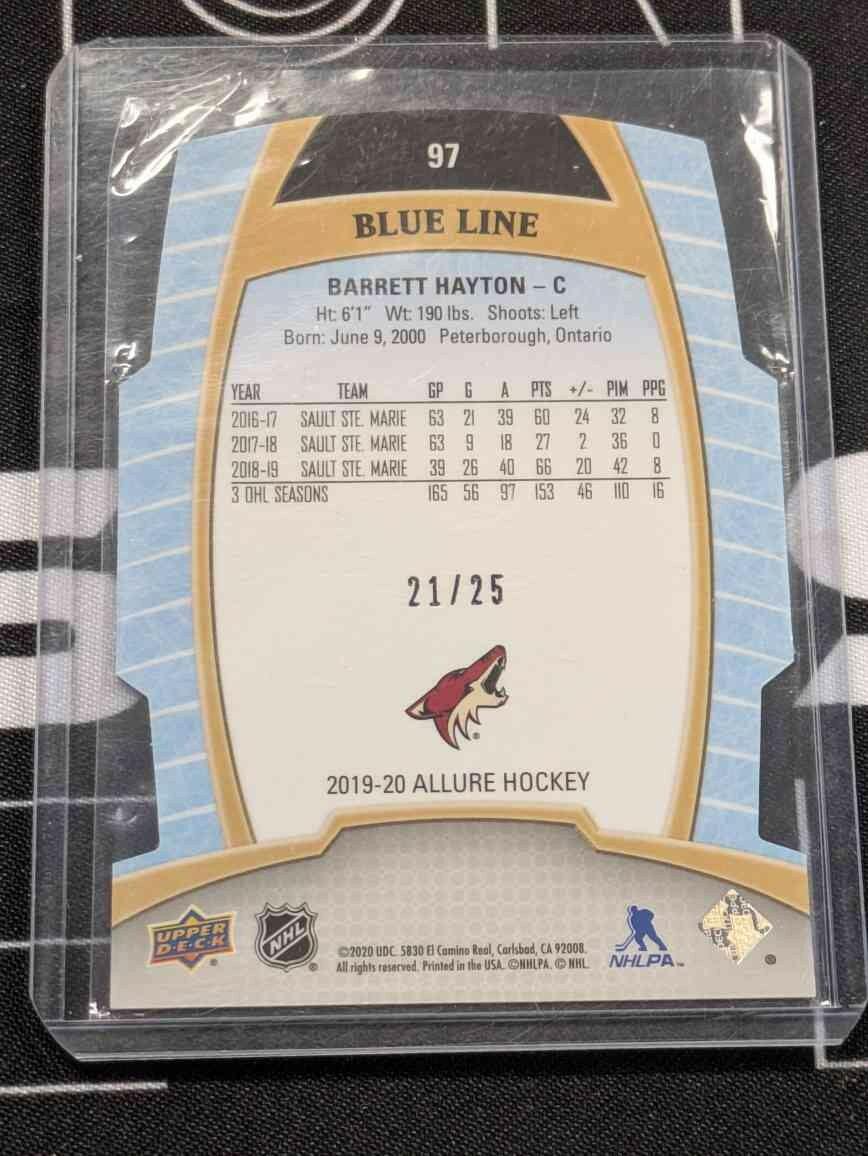 97
BLUE LINE
BARRETT HAYTON – C
Ht: 6'1" Wt: 190 lbs. Shoots: Left
Born: June 9, 2000 Peterborough, Ontario
YEAR TEAM GP G A PTS +/- PIM PPG
2016-17 SAULT STE. MARIE 63 21 39 60 24 32 8
2017-18 SAULT STE. MARIE 63 9 18 27 2 36 0
2018-19 SAULT STE. MARIE 39 26 40 66 20 42 8
3 OHL SEASONS 165 56 97 153 46 110 16
21/25
®
2019-20 ALLURE HOCKEY
UPPER
D·E·C·K ®
NHL ®
©2020 UDC. 5830 El Camino Real, Carlsbad, CA 92008.
All rights reserved. Printed in the USA. ©NHLPA. © NHL.
NHLPA™
®